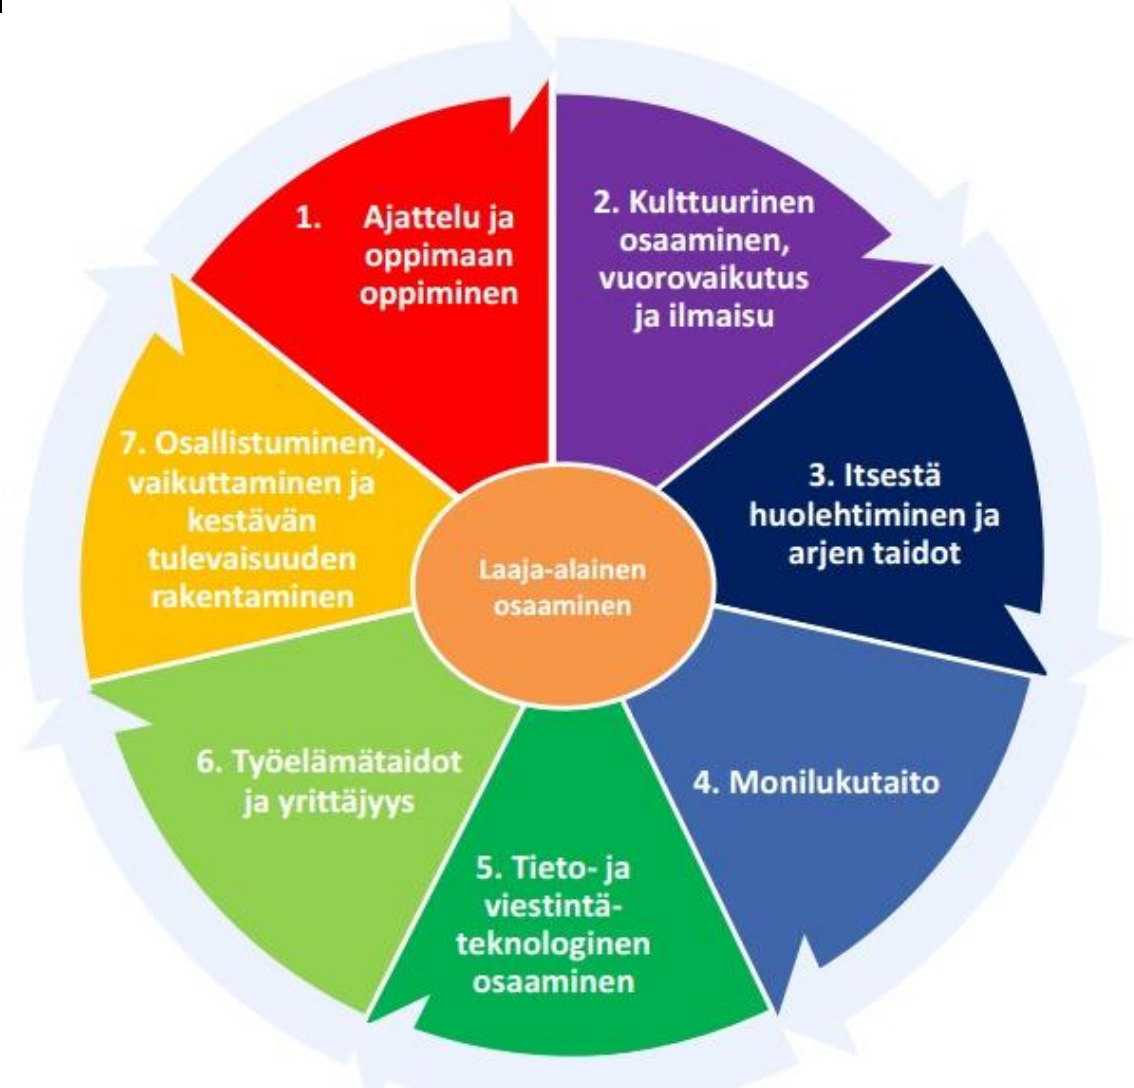 1. Ajattelu ja
oppimaan
oppiminen
2. Kulttuurinen
osaaminen,
vuorovaikutus
ja ilmaisu
3. Itsestä
huolehtiminen ja
arjen taidot
4. Monilukutaito
5. Tieto- ja
viestintä-
teknologinen
osaaminen
6. Työelämätaidot
ja yrittäjyys
7. Osallistuminen,
vaikuttaminen ja
kestävän
tulevaisuuden
rakentaminen
Laaja-alainen
osaaminen